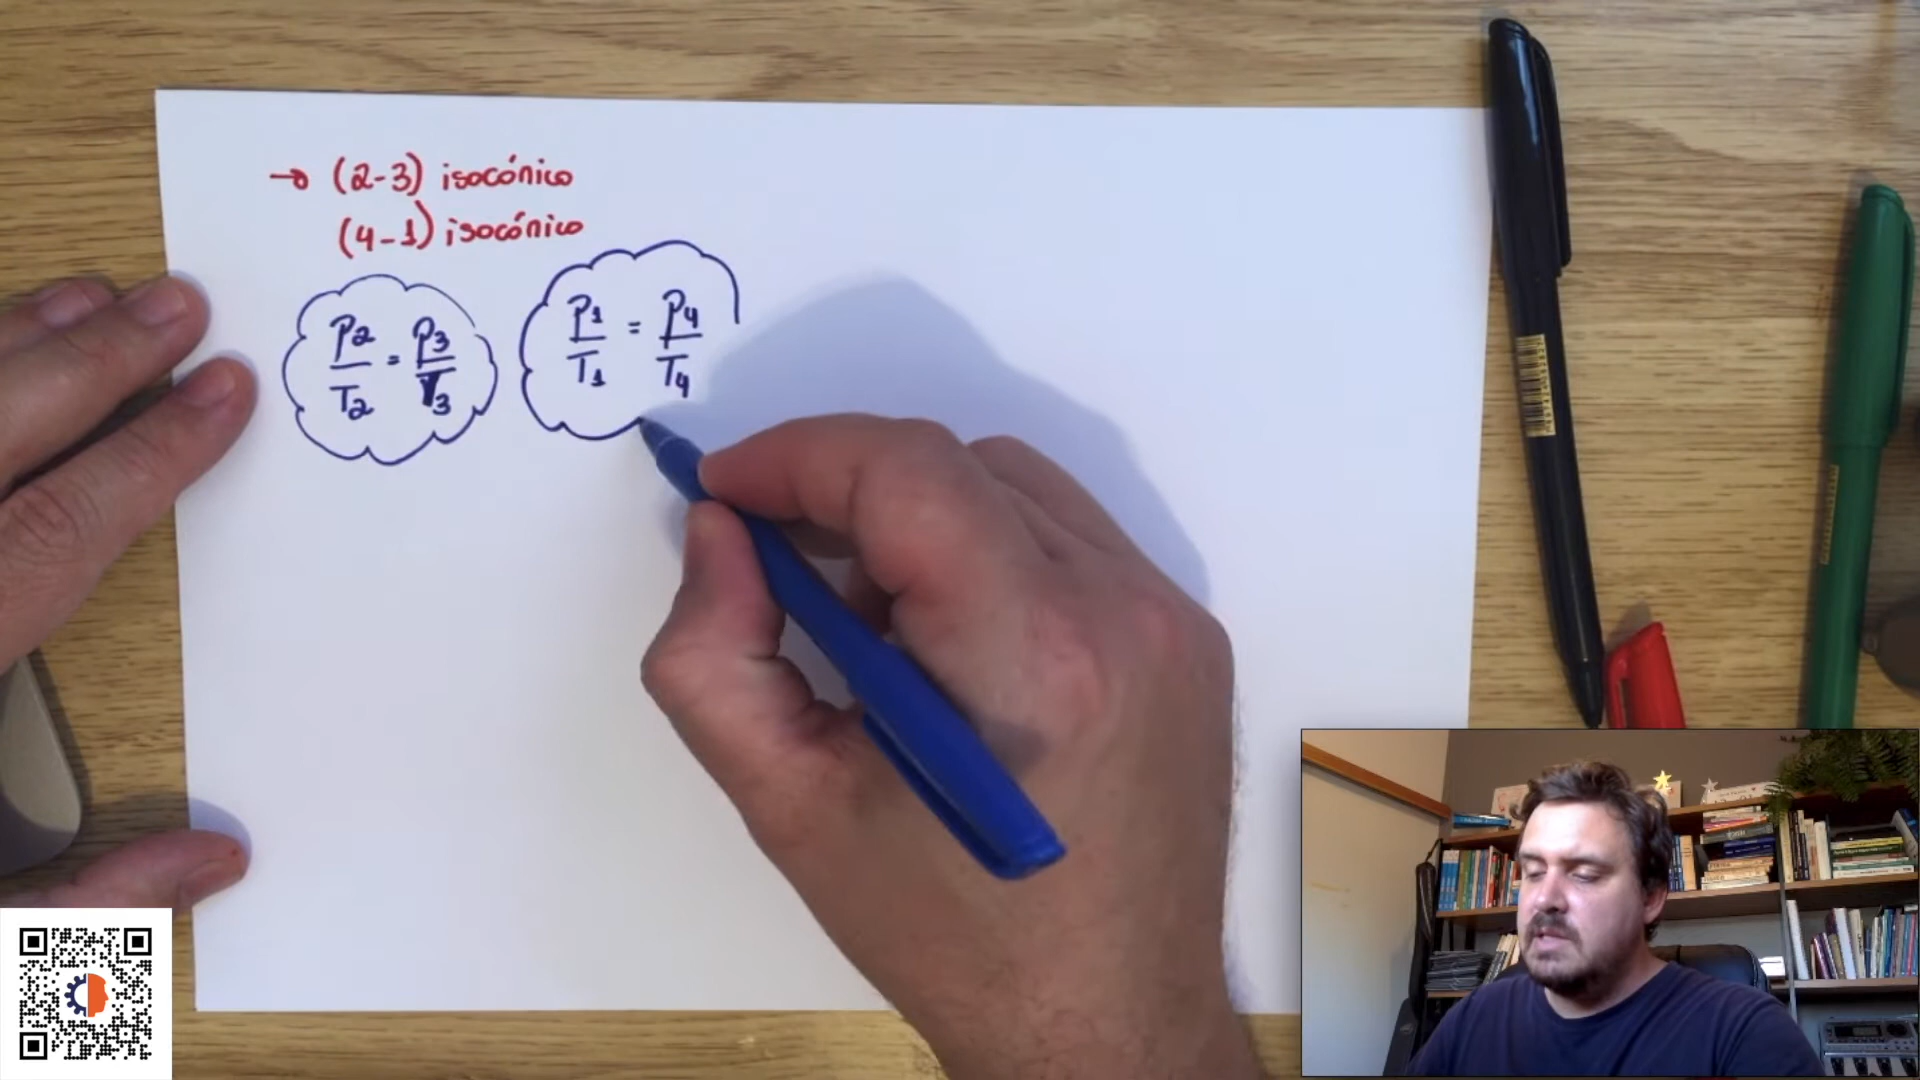 → (2-3) isocónico
(4-1) isocónico
p2/T2 = p3/T3
p1/T1 = p4/T4